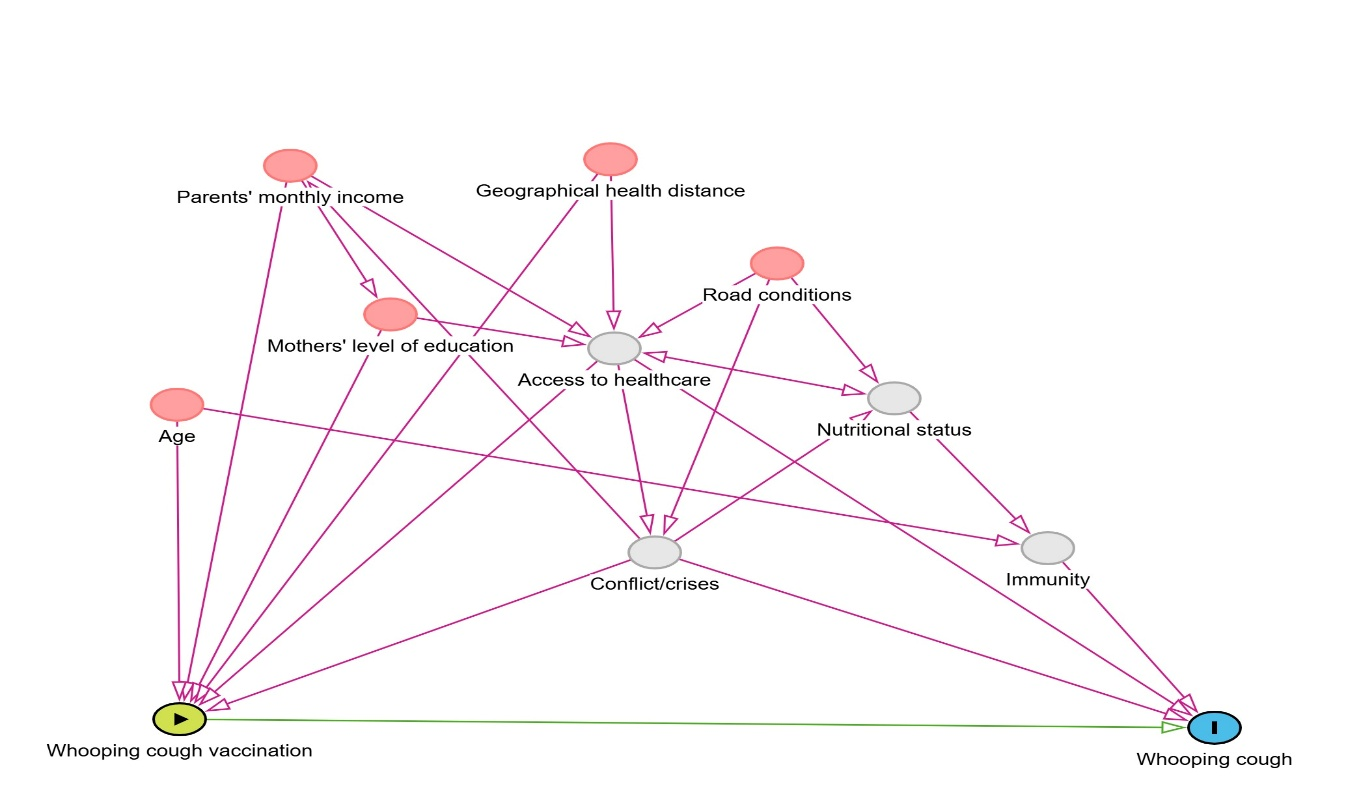 Parents' monthly income
Geographical health distance
Road conditions
Mothers' level of education
Access to healthcare
Age
Nutritional status
Conflict/crises
Immunity
Whooping cough vaccination
Whooping cough